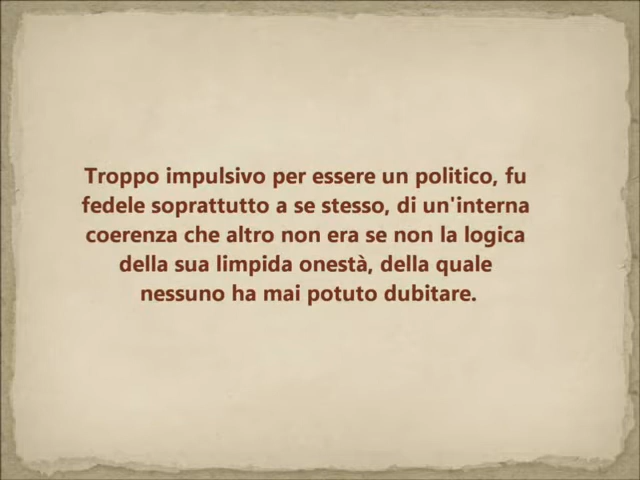 Troppo impulsivo per essere un politico, fu
fedele soprattutto a se stesso, di un'interna
coerenza che altro non era se non la logica
della sua limpida onestà, della quale
nessuno ha mai potuto dubitare.